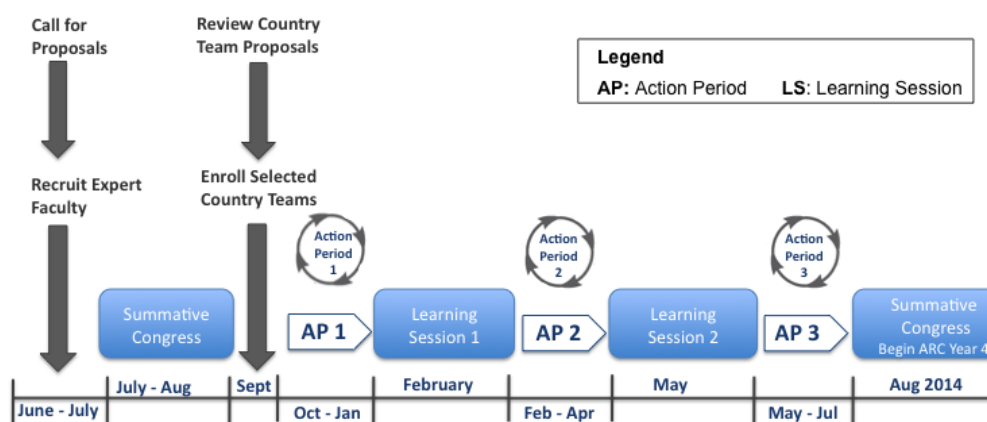 Call for
Proposals
Review Country
Team Proposals
Legend
AP: Action Period LS: Learning Session
Recruit Expert
Faculty
Enroll Selected
Country Teams
Action
Period
1
Action
Period
2
Action
Period
3
Summative
Congress
AP 1
Learning
Session 1
AP 2
Learning
Session 2
AP 3
Summative
Congress
Begin ARC Year 4
July - Aug
Sept
February
May
Aug 2014
June - July
Oct - Jan
Feb - Apr
May - Jul